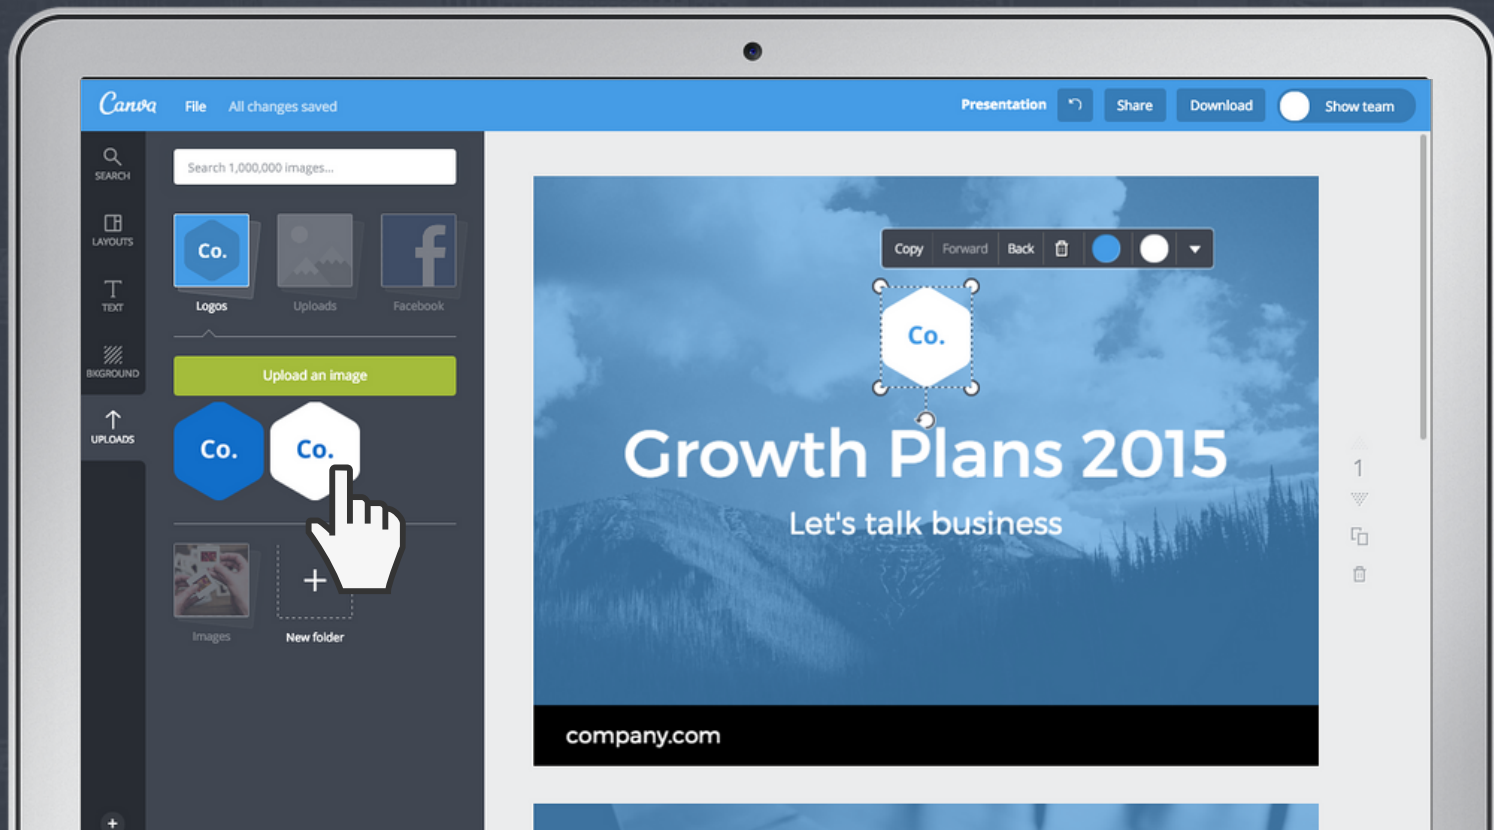 Canva File All changes saved Presentation Share Download Show team
SEARCH
LAYOUTS
TEXT
BKGROUND
UPLOADS
Search 1,000,000 images...
Co.
Logos Uploads Facebook
Upload an image
Co. Co.
Images New folder
Copy Forward Back
Co.
Growth Plans 2015
Let's talk business
company.com
1